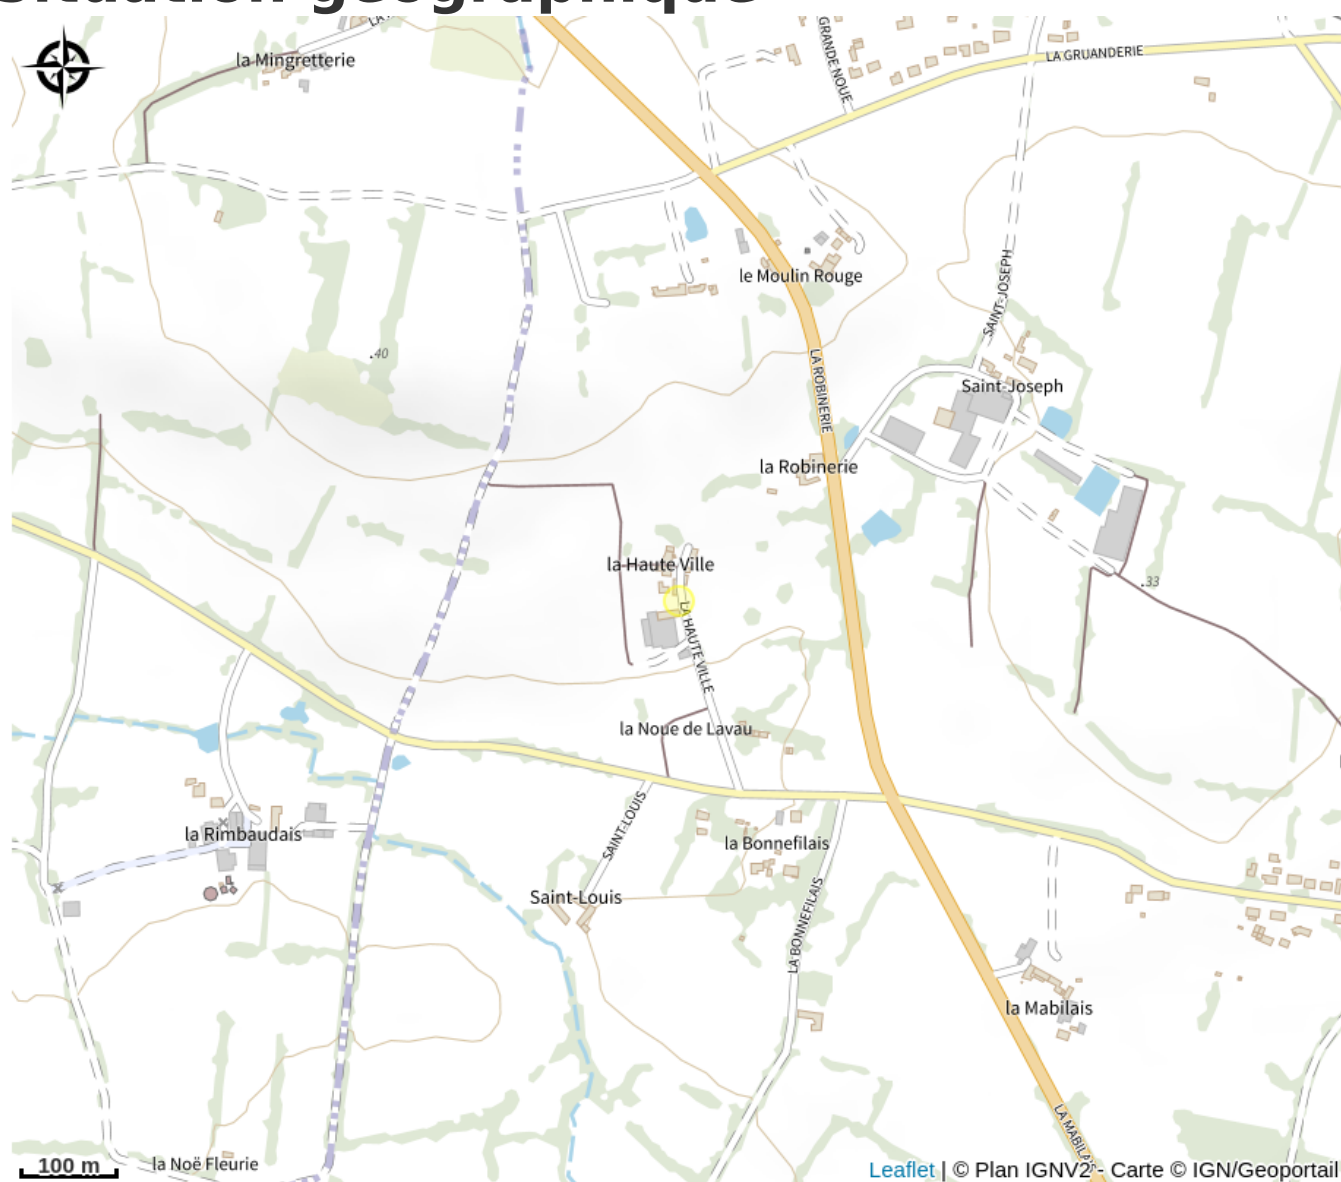 Situation géographique
la Mingretterie
GRANDE NOUE
LA GRUANDERIE
le Moulin Rouge
SAINT-JOSEPH
.40
LA ROBINERIE
Saint-Joseph
la Robinerie
la Haute Ville
.33
LA HAUTE VILLE
la Noue de Lavau
SAINT-LOUIS
la Rimbaudais
la Bonnefilais
Saint-Louis
LA BONNEFILAIS
la Mabilais
LA MABILAIS
la Noë Fleurie
100 m
Leaflet | © Plan IGNV2 - Carte © IGN/Geoportail